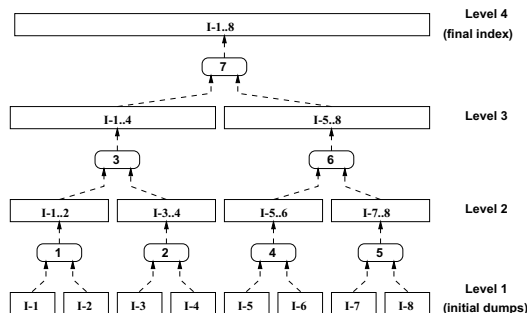 Level 4
(final index)
I-1..8
7
Level 3
I-1..4
I-5..8
3
6
Level 2
I-1..2
I-3..4
I-5..6
I-7..8
1
2
4
5
Level 1
(initial dumps)
I-1
I-2
I-3
I-4
I-5
I-6
I-7
I-8